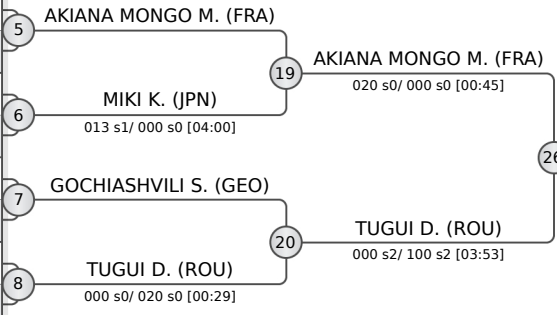 AKIANA MONGO M. (FRA)
5
19
AKIANA MONGO M. (FRA)
020 s0/ 000 s0 [00:45]
MIKI K. (JPN)
6
013 s1/ 000 s0 [04:00]
26
GOCHIASHVILI S. (GEO)
7
20
TUGUI D. (ROU)
000 s2/ 100 s2 [03:53]
TUGUI D. (ROU)
8
000 s0/ 020 s0 [00:29]